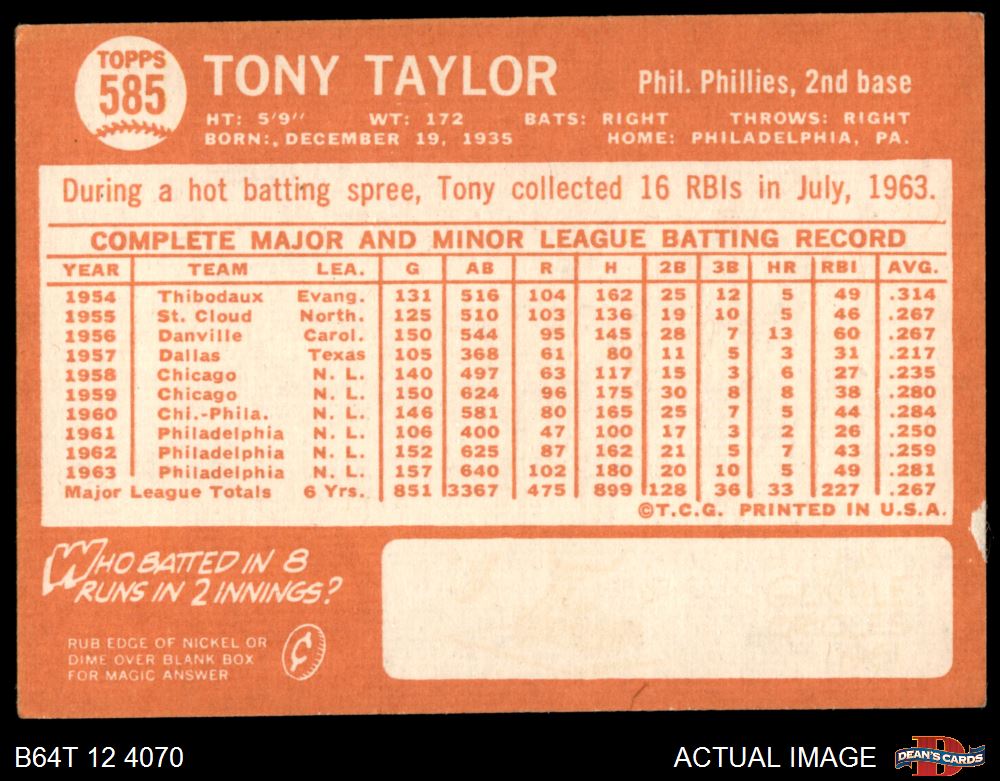 TOPPS
585
TONY TAYLOR
Phil. Phillies, 2nd base
HT: 5'9" WT: 172 BATS: RIGHT THROWS: RIGHT
BORN: DECEMBER 19, 1935 HOME: PHILADELPHIA, PA.
During a hot batting spree, Tony collected 16 RBIs in July, 1963.
COMPLETE MAJOR AND MINOR LEAGUE BATTING RECORD
YEAR TEAM LEA. G AB R H 2B 3B HR RBI AVG.
1954 Thibodaux Evang. 131 516 104 162 25 12 5 49 .314
1955 St. Cloud North. 125 510 103 136 19 10 5 46 .267
1956 Danville Carol. 150 544 95 145 28 7 13 60 .267
1957 Dallas Texas 105 368 61 80 11 5 3 31 .217
1958 Chicago N. L. 140 497 63 117 15 3 6 27 .235
1959 Chicago N. L. 150 624 96 175 30 8 8 38 .280
1960 Chi.-Phila. N. L. 146 581 80 165 25 7 5 44 .284
1961 Philadelphia N. L. 106 400 47 100 17 3 2 26 .250
1962 Philadelphia N. L. 152 625 87 162 21 5 7 43 .259
1963 Philadelphia N. L. 157 640 102 180 20 10 5 49 .281
Major League Totals 6 Yrs. 851 3367 475 899 128 36 33 227 .267
©T.C.G. PRINTED IN U.S.A.
WHO BATTED IN 8
RUNS IN 2 INNINGS?
RUB EDGE OF NICKEL OR
DIME OVER BLANK BOX
FOR MAGIC ANSWER
¢
B64T 12 4070
ACTUAL IMAGE
D
DEAN'S CARDS